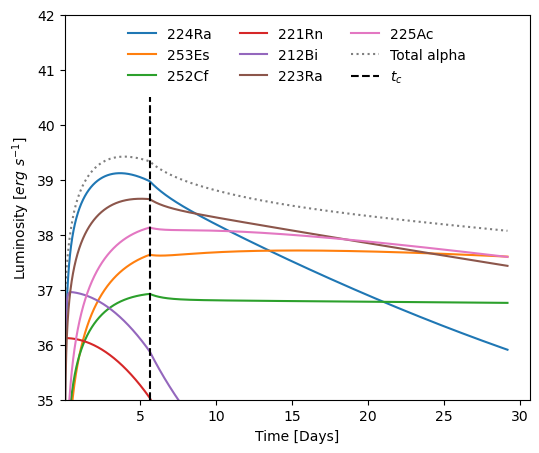 42
41
40
39
38
37
36
35
Luminosity [erg s⁻¹]
224Ra
253Es
252Cf
221Rn
212Bi
223Ra
225Ac
Total alpha
t_c
5
10
15
20
25
30
Time [Days]